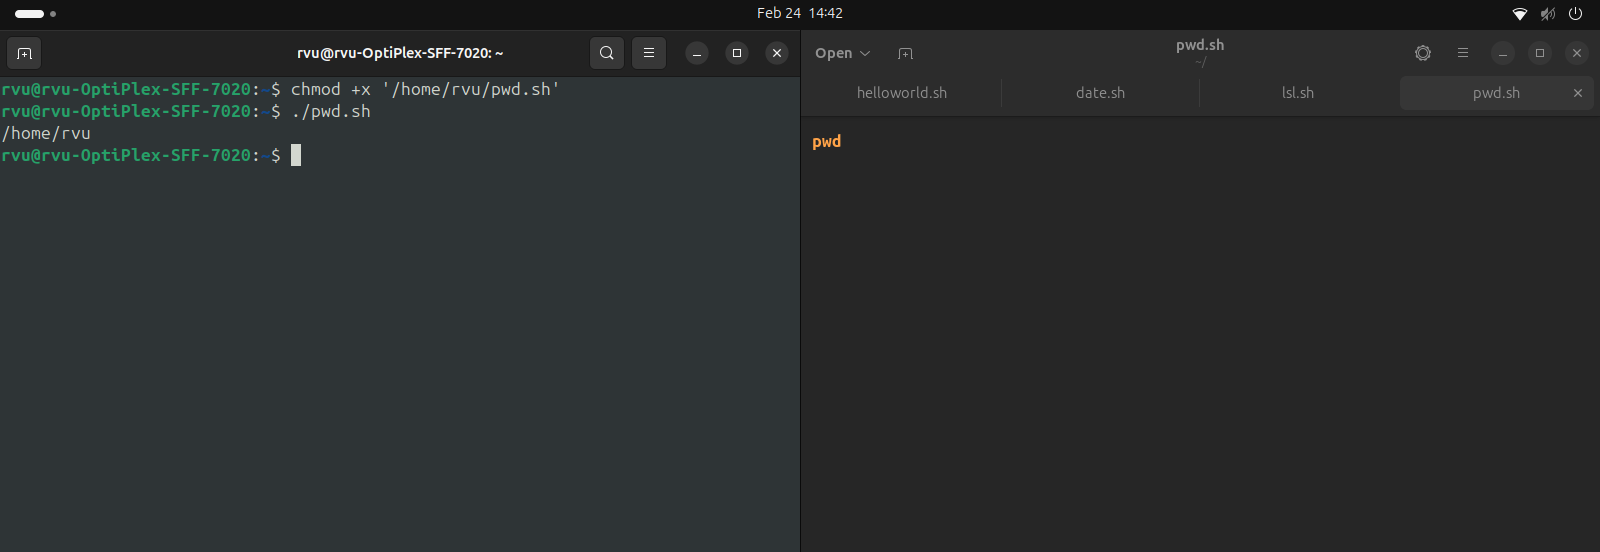 Feb 24 14:42
rvu@rvu-OptiPlex-SFF-7020: ~
rvu@rvu-OptiPlex-SFF-7020:~$ chmod +x '/home/rvu/pwd.sh'
rvu@rvu-OptiPlex-SFF-7020:~$ ./pwd.sh
/home/rvu
rvu@rvu-OptiPlex-SFF-7020:~$
Open
pwd.sh
~/
helloworld.sh
date.sh
lsl.sh
pwd.sh
pwd